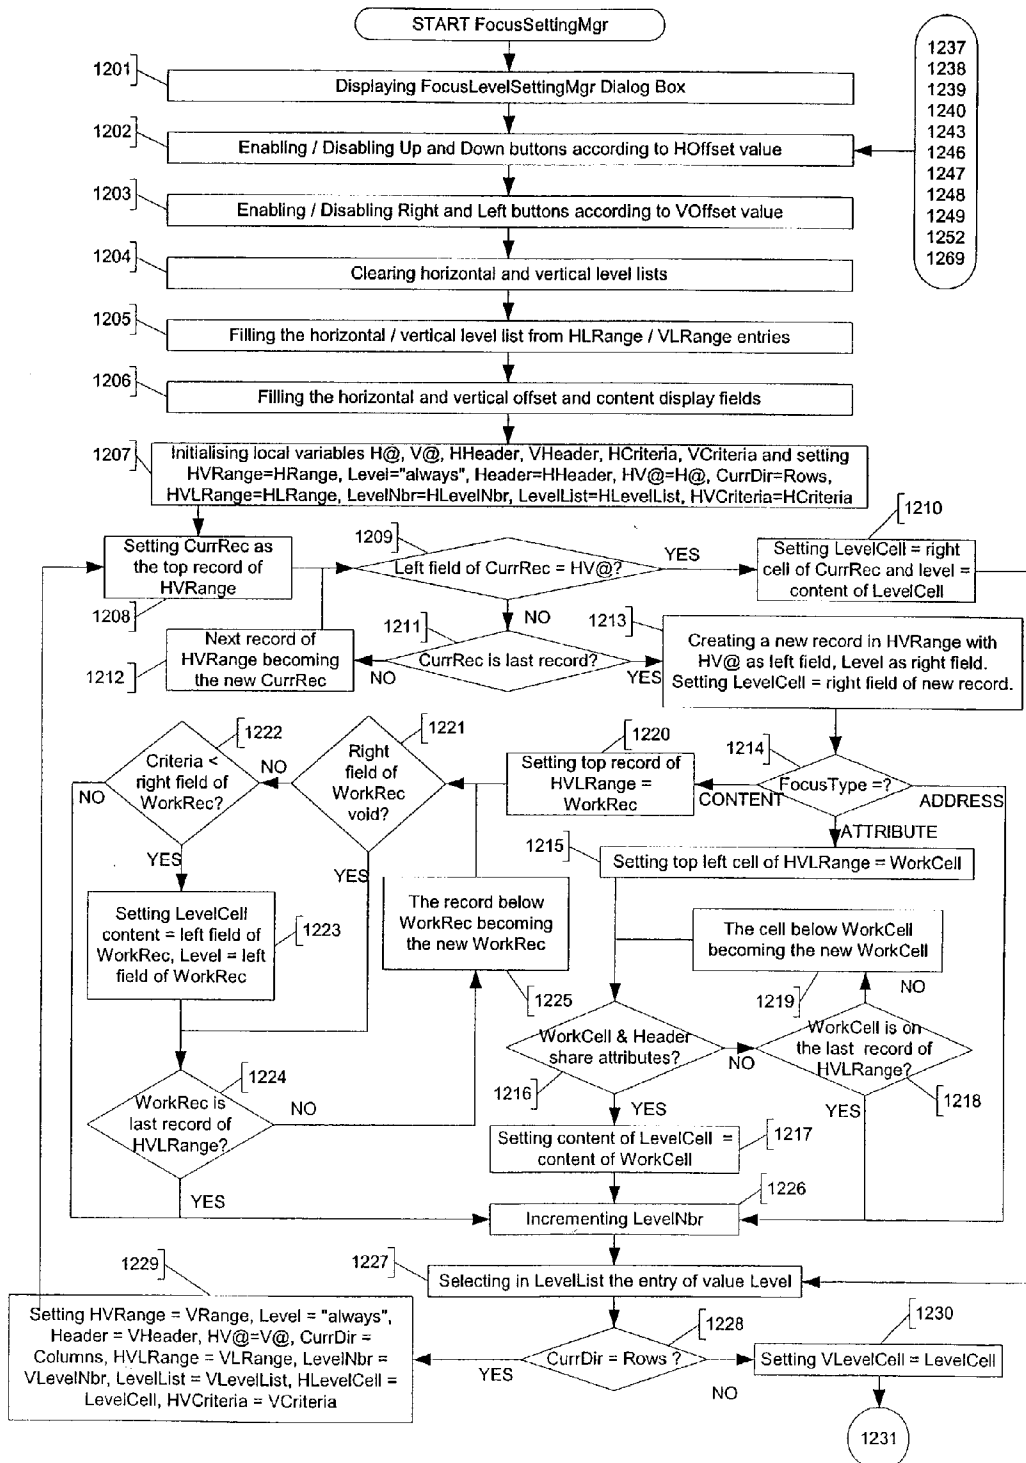 START FocusSettingMgr
1237
1238
1239
1240
1243
1246
1247
1248
1249
1252
1269
1201
Displaying FocusLevelSettingMgr Dialog Box
1202
Enabling / Disabling Up and Down buttons according to HOffset value
1203
Enabling / Disabling Right and Left buttons according to VOffset value
1204
Clearing horizontal and vertical level lists
1205
Filling the horizontal / vertical level list from HLRange / VLRange entries
1206
Filling the horizontal and vertical offset and content display fields
1207
Initialising local variables H@, V@, HHeader, VHeader, HCriteria, VCriteria and setting
HVRange=HRange, Level="always", Header=HHeader, HV@=H@, CurrDir=Rows,
HVLRange=HLRange, LevelNbr=HLevelNbr, LevelList=HLevelList, HVCriteria=HCriteria
Setting CurrRec as
the top record of
HVRange
1208
1209
Left field of CurrRec = HV@?
YES
NO
1210
Setting LevelCell = right
cell of CurrRec and level =
content of LevelCell
1211
CurrRec is last record?
NO
YES
1212
Next record of
HVRange becoming
the new CurrRec
1213
Creating a new record in HVRange with
HV@ as left field, Level as right field.
Setting LevelCell = right field of new record.
1214
FocusType =?
CONTENT
ADDRESS
ATTRIBUTE
1220
Setting top record of
HVLRange =
WorkRec
1221
Right
field of
WorkRec
void?
NO
YES
1222
Criteria <
right field of
WorkRec?
NO
YES
1215
Setting top left cell of HVLRange = WorkCell
Setting LevelCell
content = left field of
WorkRec, Level = left
field of WorkRec
1223
The record below
WorkRec becoming
the new WorkRec
1225
The cell below WorkCell
becoming the new WorkCell
1219
NO
WorkCell & Header
share attributes?
1216
NO
YES
WorkCell is on
the last record of
HVLRange?
1218
YES
1224
WorkRec is
last record of
HVLRange?
NO
YES
Setting content of LevelCell =
content of WorkCell
1217
1226
Incrementing LevelNbr
1227
Selecting in LevelList the entry of value Level
1229
Setting HVRange = VRange, Level = "always",
Header = VHeader, HV@=V@, CurrDir =
Columns, HVLRange = VLRange, LevelNbr =
VLevelNbr, LevelList = VLevelList, HLevelCell =
LevelCell, HVCriteria = VCriteria
1228
CurrDir = Rows ?
YES
NO
1230
Setting VLevelCell = LevelCell
1231